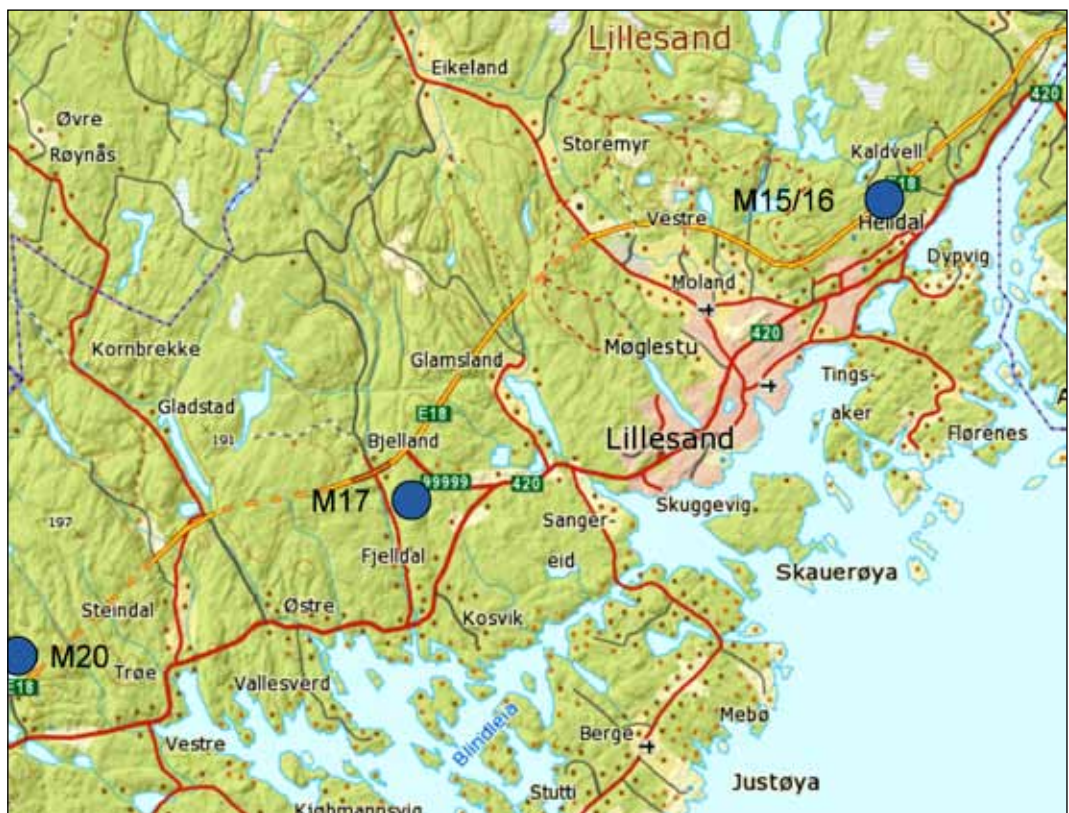 Lillesand
420
Eikeland
Øvre
Røynås
Storemyr
Kaldvell
E18
M15/16
Vestre
Helldal
Dypvig
Moland
420
Kornbrekke
Glamsland
Møglestu
Tings-
aker
Gladstad
E18
191
Bjelland
Lillesand
Flørenes
99999
420
M17
Skuggevig
197
Sanger-
eid
Fjelldal
Skauerøya
Steindal
Østre
Kosvik
M20
E18
Trøe
Vallesverd
Mebø
Blindleia
Berge
Vestre
Justøya
Stutti
Kjøbmannsvig